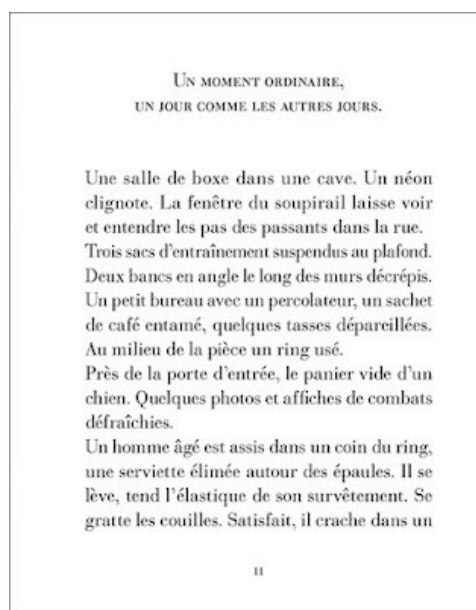 Un moment ordinaire,
un jour comme les autres jours.
Une salle de boxe dans une cave. Un néon
clignote. La fenêtre du soupirail laisse voir
et entendre les pas des passants dans la rue.
Trois sacs d'entraînement suspendus au plafond.
Deux bancs en angle le long des murs décrépis.
Un petit bureau avec un percolateur, un sachet
de café entamé, quelques tasses dépareillées.
Au milieu de la pièce un ring usé.
Près de la porte d'entrée, le panier vide d'un
chien. Quelques photos et affiches de combats
défraîchies.
Un homme âgé est assis dans un coin du ring,
une serviette élimée autour des épaules. Il se
lève, tend l'élastique de son survêtement. Se
gratte les couilles. Satisfait, il crache dans un
11